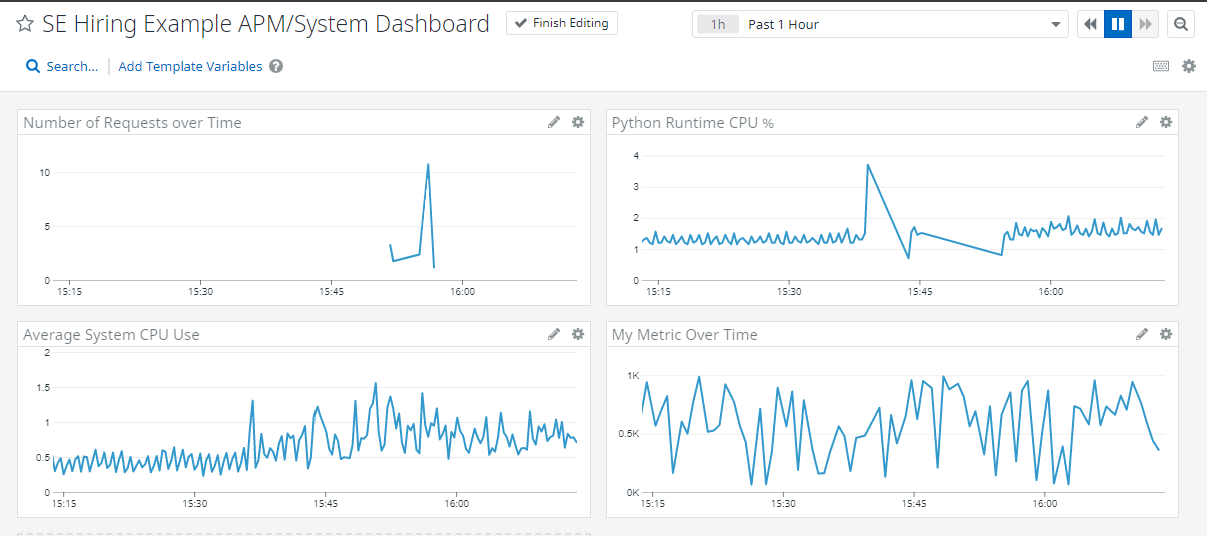 SE Hiring Example APM/System Dashboard Finish Editing 1h Past 1 Hour
Search... Add Template Variables ?
Number of Requests over Time
10
5
0
15:15 15:30 15:45 16:00
Python Runtime CPU %
4
3
2
1
0
15:15 15:30 15:45 16:00
Average System CPU Use
2
1.5
1
0.5
0
15:15 15:30 15:45 16:00
My Metric Over Time
1K
0.5K
0K
15:15 15:30 15:45 16:00